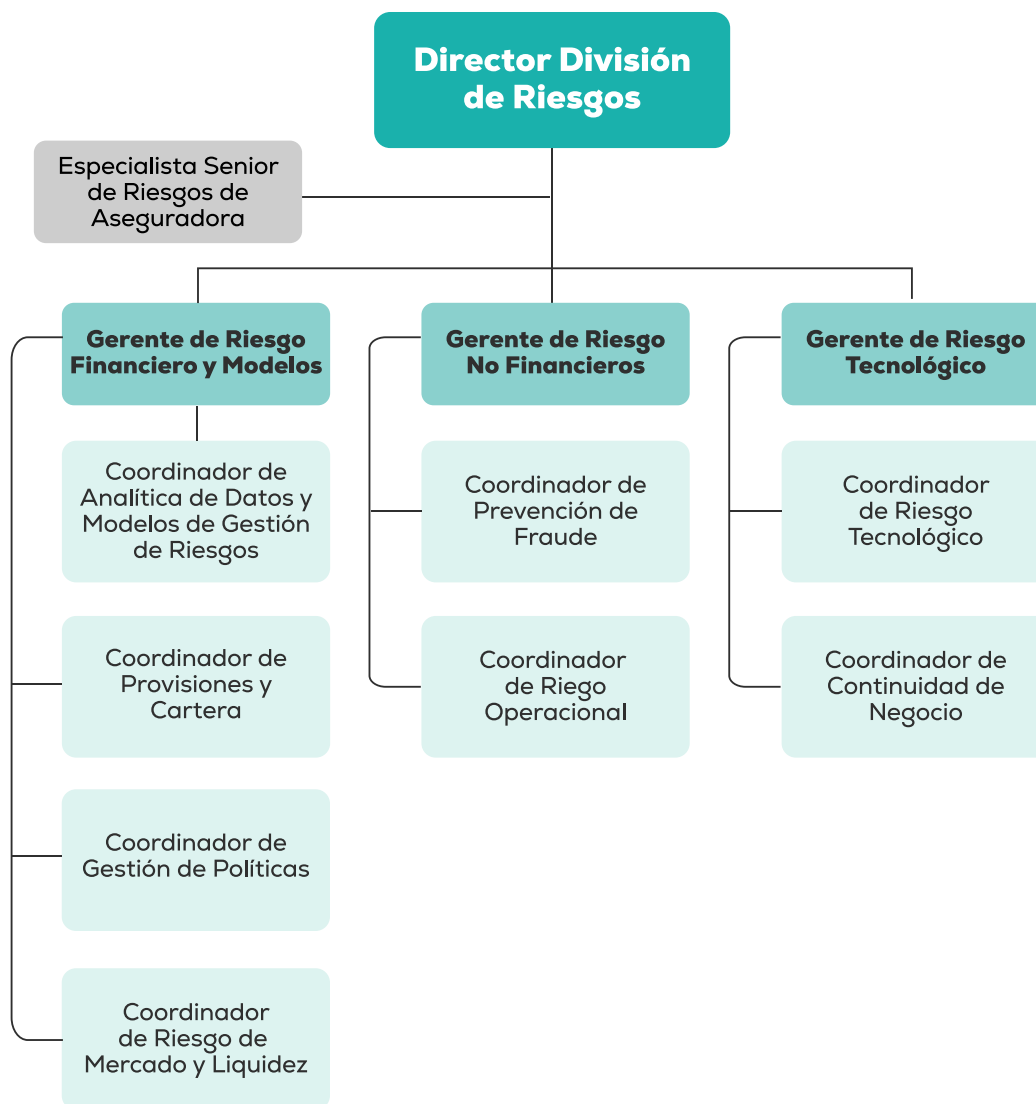 Director División
de Riesgos
Especialista Senior
de Riesgos de
Aseguradora
Gerente de Riesgo
Financiero y Modelos
Gerente de Riesgo
No Financieros
Gerente de Riesgo
Tecnológico
Coordinador de
Analítica de Datos y
Modelos de Gestión
de Riesgos
Coordinador de
Prevención de
Fraude
Coordinador
de Riesgo
Tecnológico
Coordinador de
Provisiones y
Cartera
Coordinador
de Riego
Operacional
Coordinador de
Continuidad de
Negocio
Coordinador de
Gestión de Políticas
Coordinador
de Riesgo de
Mercado y Liquidez